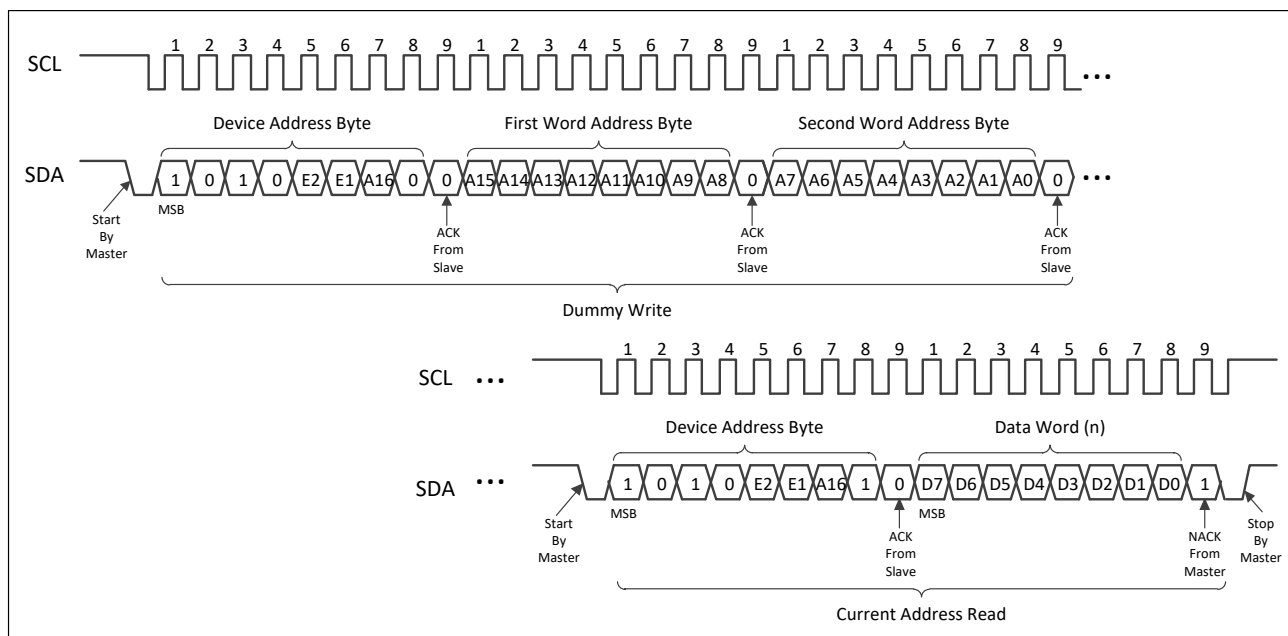 SCL 1 2 3 4 5 6 7 8 9 1 2 3 4 5 6 7 8 9 1 2 3 4 5 6 7 8 9 •••
Device Address Byte First Word Address Byte Second Word Address Byte
SDA 1 0 1 0 E2 E1 A16 0 0 A15 A14 A13 A12 A11 A10 A9 A8 0 A7 A6 A5 A4 A3 A2 A1 A0 0 •••
MSB
Start
By
Master
ACK
From
Slave
ACK
From
Slave
ACK
From
Slave
Dummy Write
SCL ••• 1 2 3 4 5 6 7 8 9 1 2 3 4 5 6 7 8 9
Device Address Byte Data Word (n)
SDA ••• 1 0 1 0 E2 E1 A16 1 0 D7 D6 D5 D4 D3 D2 D1 D0 1
MSB MSB
Start
By
Master
ACK
From
Slave
NACK
From
Master
Stop
By
Master
Current Address Read